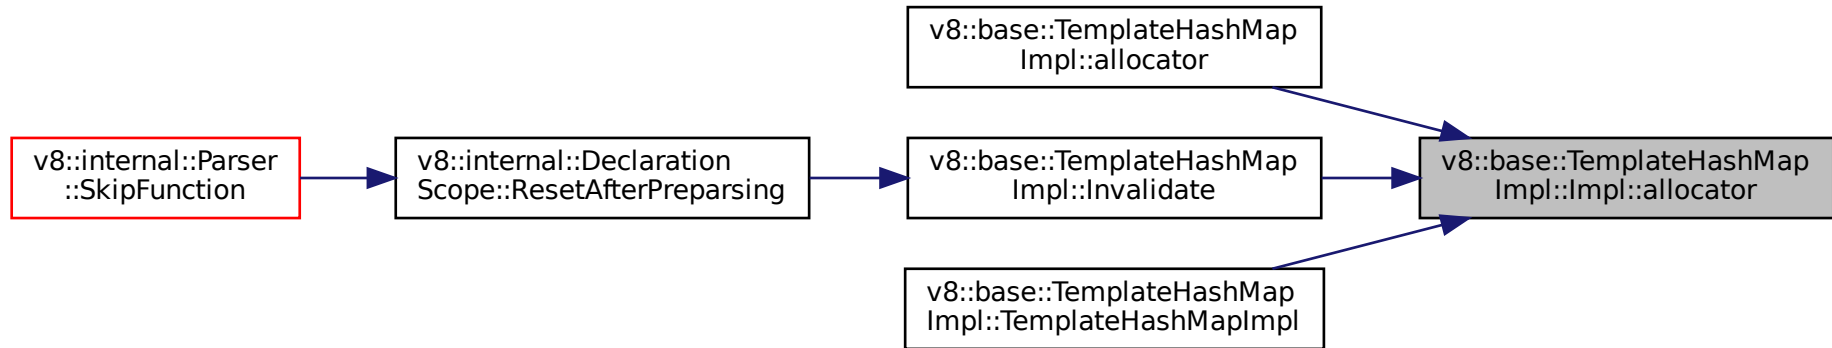 v8::base::TemplateHashMap
Impl::allocator
v8::internal::Parser
::SkipFunction
v8::internal::Declaration
Scope::ResetAfterPreparsing
v8::base::TemplateHashMap
Impl::Invalidate
v8::base::TemplateHashMap
Impl::Impl::allocator
v8::base::TemplateHashMap
Impl::TemplateHashMapImpl